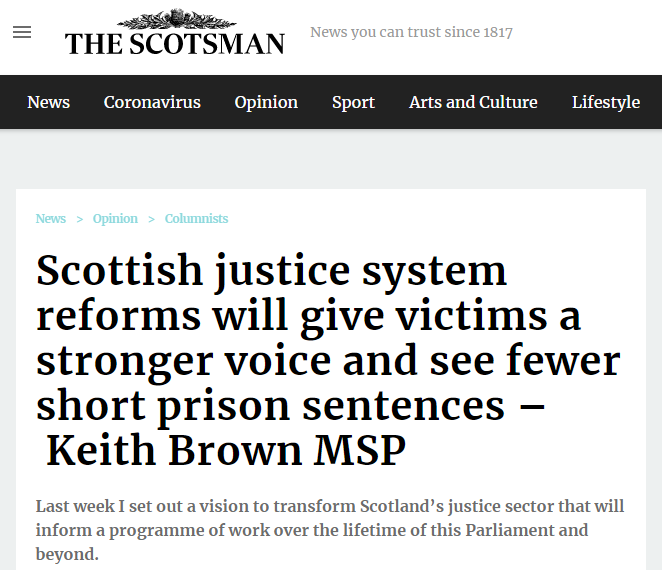 THE SCOTSMAN
News you can trust since 1817
News Coronavirus Opinion Sport Arts and Culture Lifestyle
News > Opinion > Columnists
Scottish justice system
reforms will give victims a
stronger voice and see fewer
short prison sentences –
Keith Brown MSP
Last week I set out a vision to transform Scotland’s justice sector that will
inform a programme of work over the lifetime of this Parliament and
beyond.